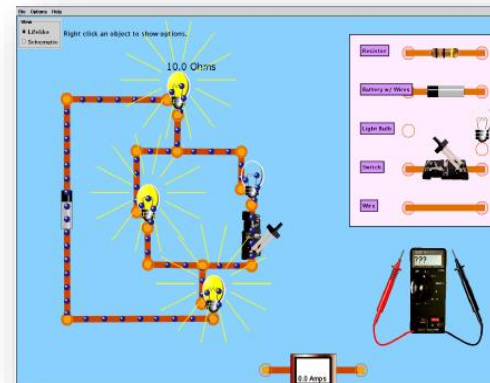 File Options Help
View
Lifelike
Schematic
Right click an object to show options.
10.0 Ohms
Resistor
Battery w/ Wires
Light Bulb
Switch
Wire
???
0.0 Amps